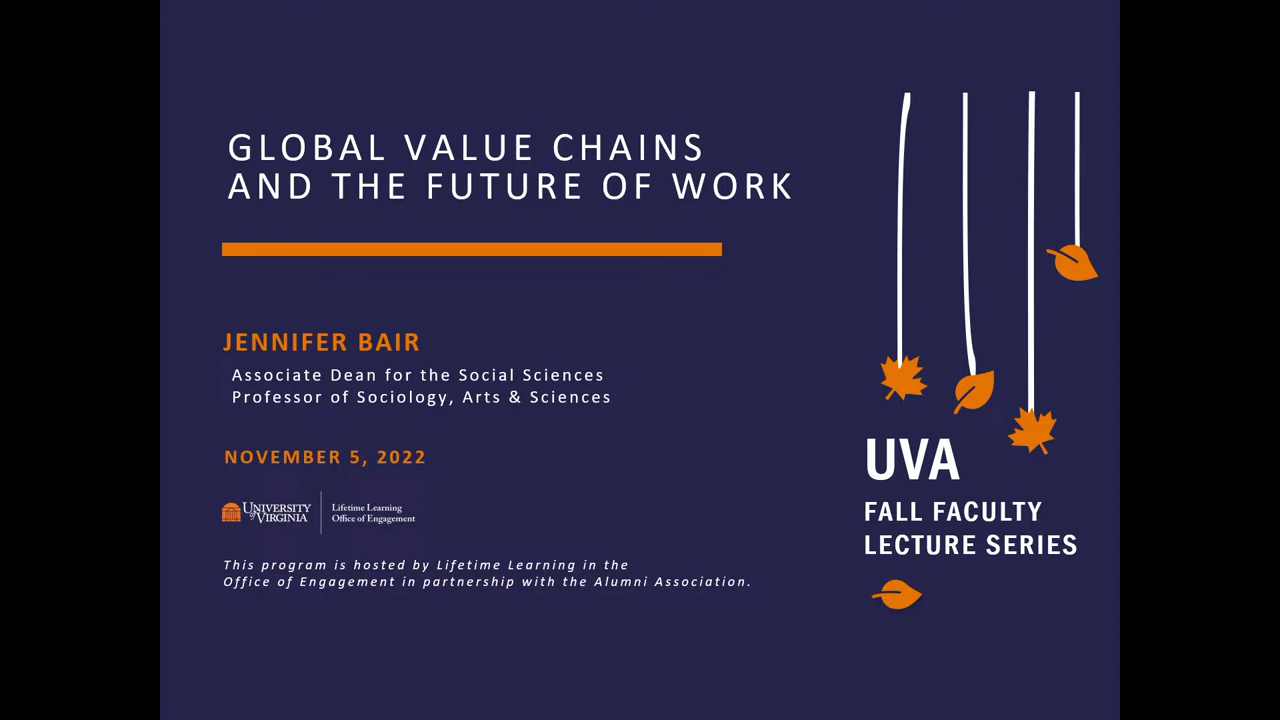 GLOBAL VALUE CHAINS
AND THE FUTURE OF WORK
JENNIFER BAIR
Associate Dean for the Social Sciences
Professor of Sociology, Arts & Sciences
NOVEMBER 5, 2022
UNIVERSITY of VIRGINIA
Lifetime Learning
Office of Engagement
This program is hosted by Lifetime Learning in the
Office of Engagement in partnership with the Alumni Association.
UVA
FALL FACULTY
LECTURE SERIES